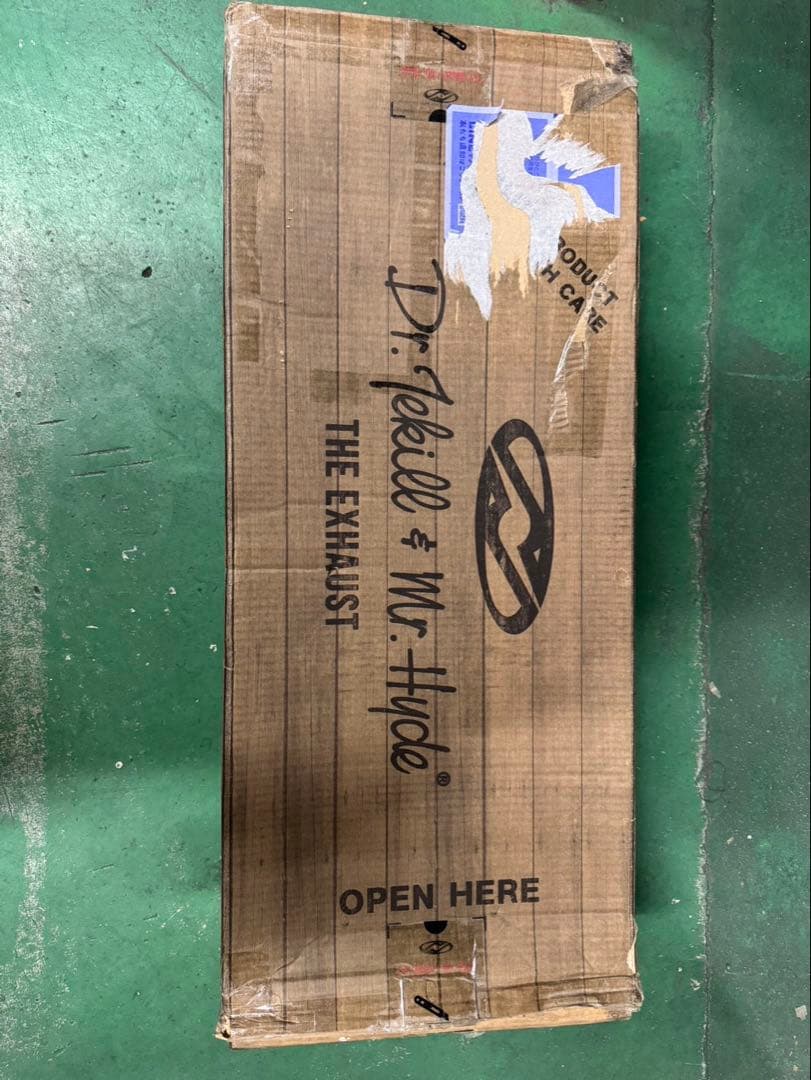 Dr. Jekill & Mr. Hyde®
THE EXHAUST
PRODUCT
H CARE
OPEN HERE